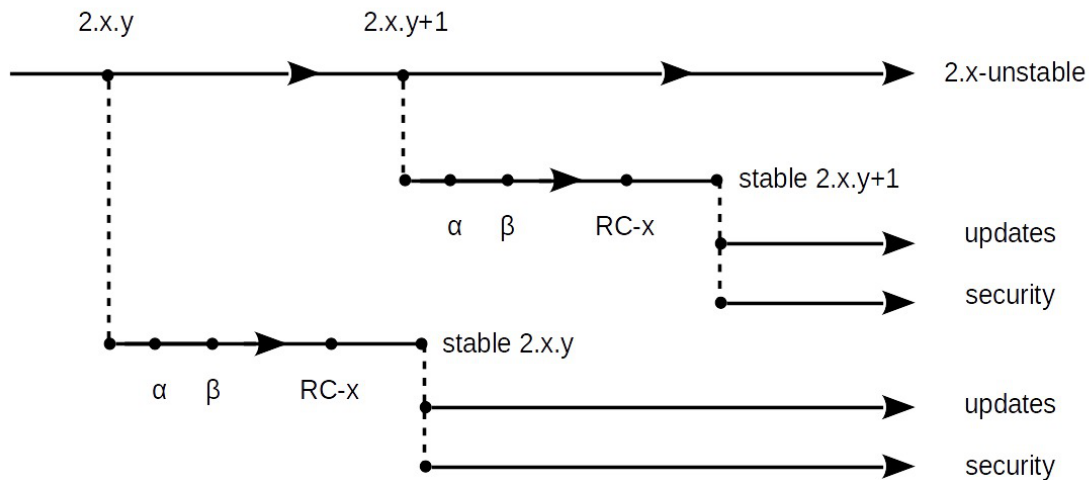 2.x.y
2.x.y+1
2.x-unstable
stable 2.x.y+1
α β RC-x
updates
security
stable 2.x.y
α β RC-x
updates
security